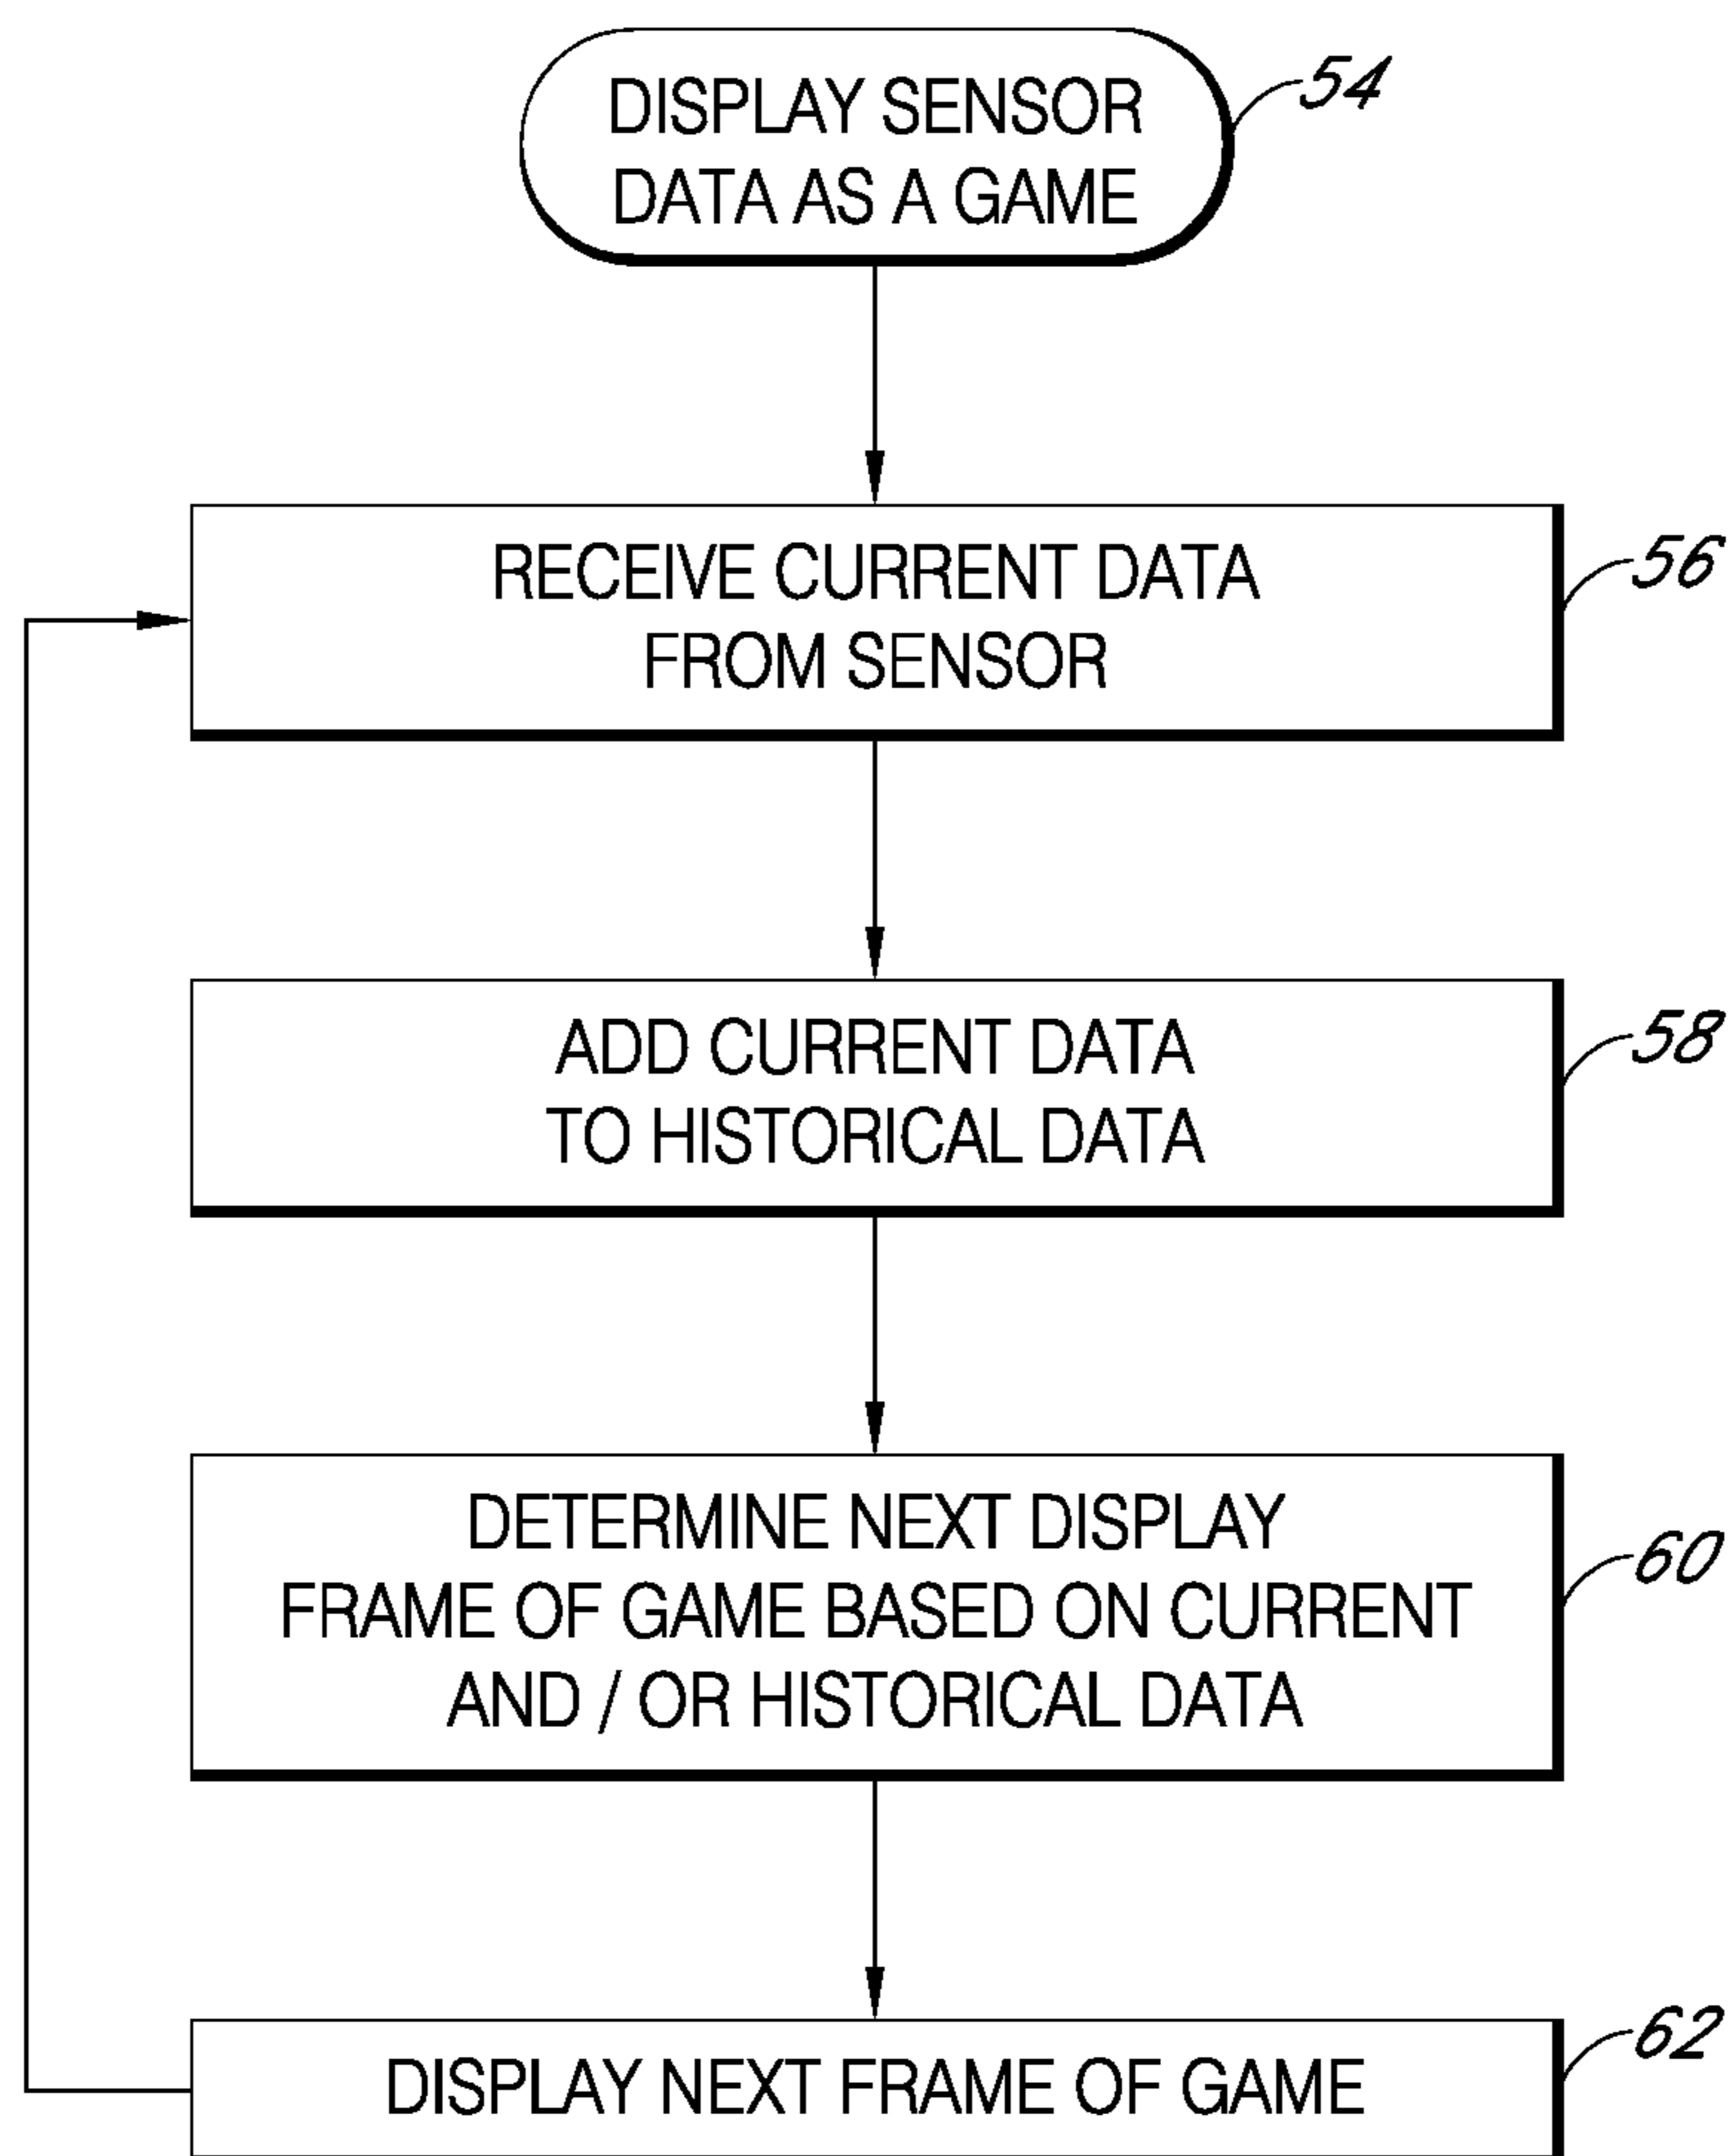 DISPLAY SENSOR
DATA AS A GAME
54
RECEIVE CURRENT DATA
FROM SENSOR
56
ADD CURRENT DATA
TO HISTORICAL DATA
58
DETERMINE NEXT DISPLAY
FRAME OF GAME BASED ON CURRENT
AND / OR HISTORICAL DATA
60
DISPLAY NEXT FRAME OF GAME
62